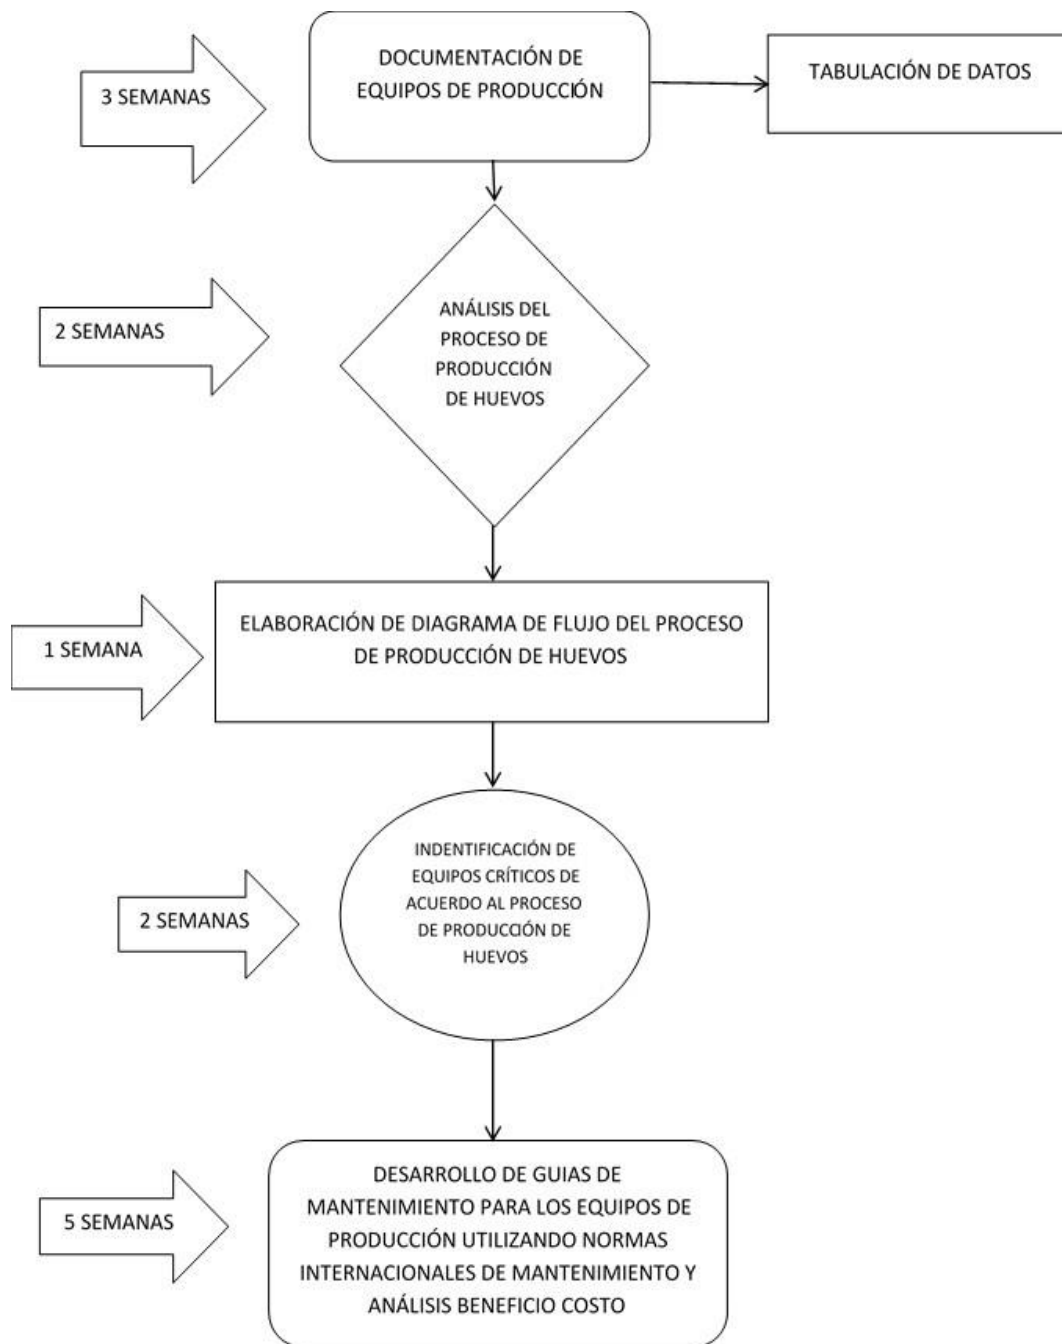 3 SEMANAS
DOCUMENTACIÓN DE
EQUIPOS DE PRODUCCIÓN
TABULACIÓN DE DATOS
2 SEMANAS
ANÁLISIS DEL
PROCESO DE
PRODUCCIÓN
DE HUEVOS
1 SEMANA
ELABORACIÓN DE DIAGRAMA DE FLUJO DEL PROCESO
DE PRODUCCIÓN DE HUEVOS
2 SEMANAS
INDENTIFICACIÓN DE
EQUIPOS CRÍTICOS DE
ACUERDO AL PROCESO
DE PRODUCCIÓN DE
HUEVOS
5 SEMANAS
DESARROLLO DE GUIAS DE
MANTENIMIENTO PARA LOS EQUIPOS DE
PRODUCCIÓN UTILIZANDO NORMAS
INTERNACIONALES DE MANTENIMIENTO Y
ANÁLISIS BENEFICIO COSTO